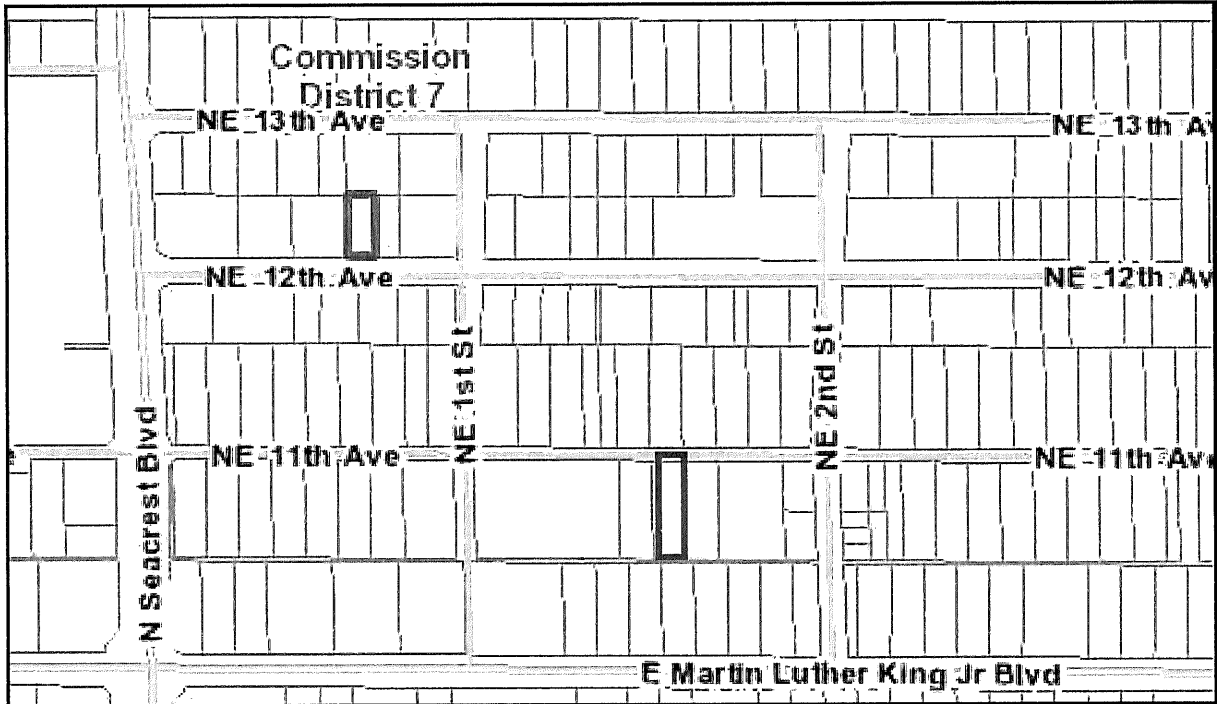 Commission
District 7
NE 13th Ave
NE 13th Av
NE 12th Ave
NE 12th Av
NE 1st St
NE 2nd St
N Seacrest Blvd
NE 11th Ave
NE 11th Ave
E Martin Luther King Jr Blvd